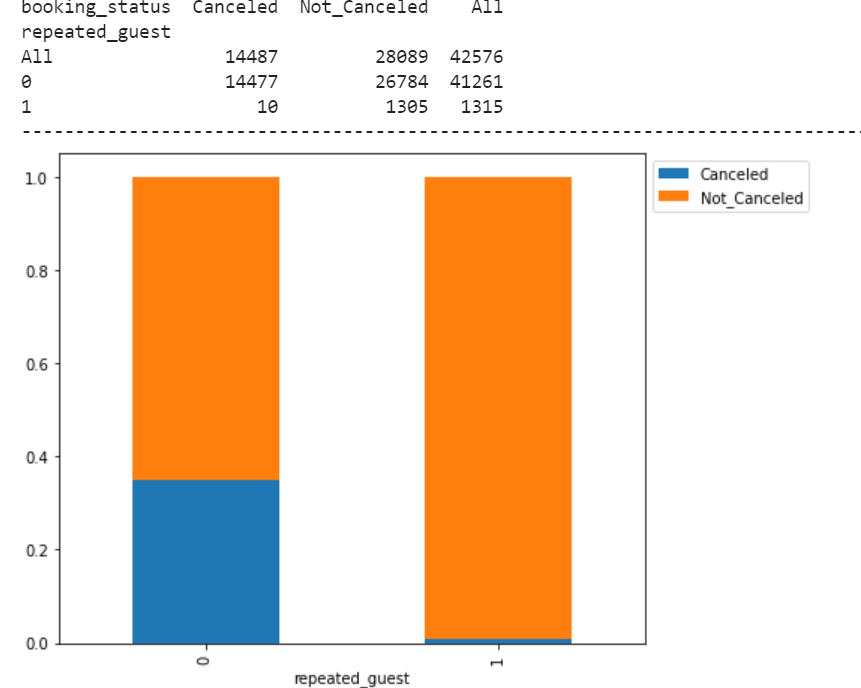 booking_status Canceled Not_Canceled All
repeated_guest
All 14487 28089 42576
0 14477 26784 41261
1 10 1305 1315
--------------------------------------------------------------------------------
1.0
0.8
0.6
0.4
0.2
0.0
0
1
repeated_guest
Canceled
Not_Canceled